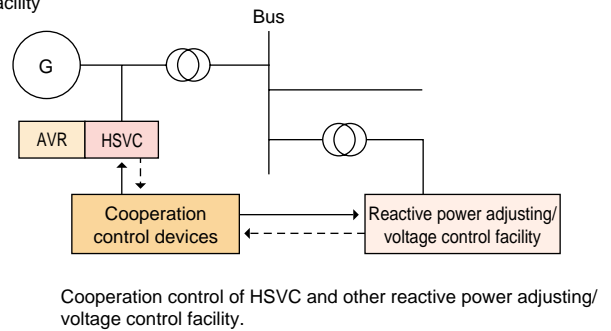 Bus
G
AVR
HSVC
Cooperation
control devices
Reactive power adjusting/
voltage control facility
Cooperation control of HSVC and other reactive power adjusting/
voltage control facility.